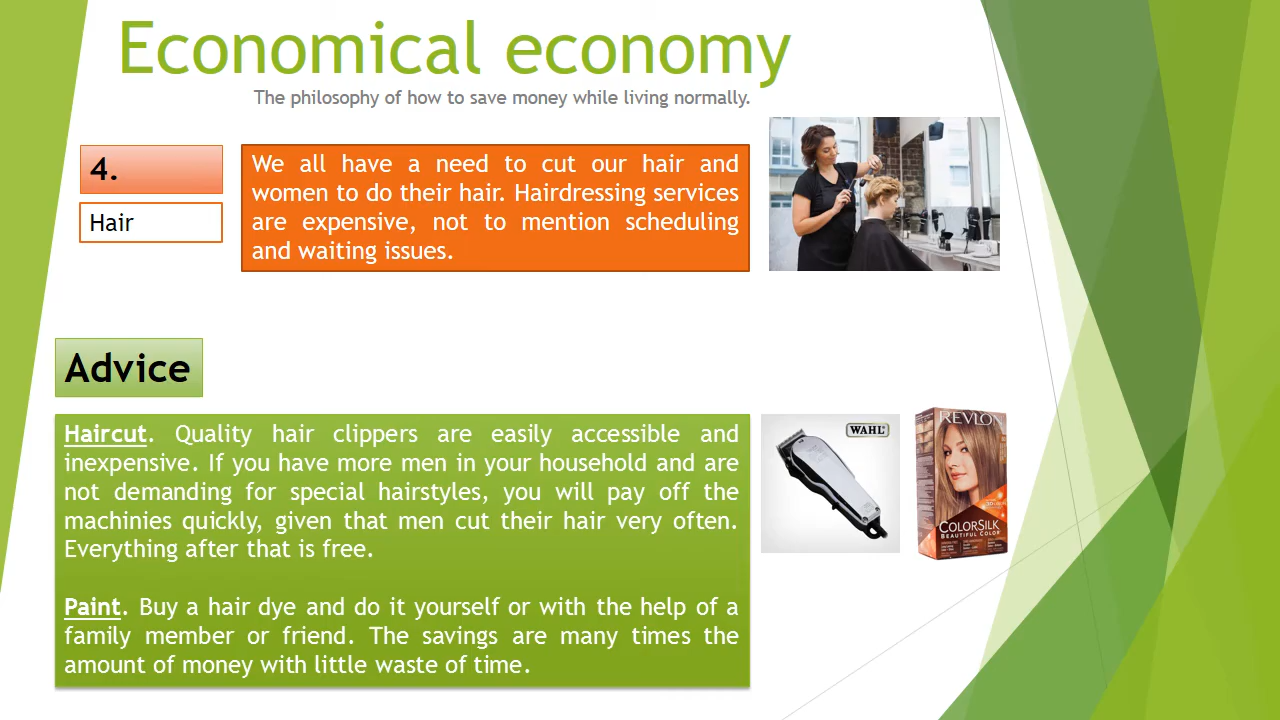 Economical economy
The philosophy of how to save money while living normally.
4.
Hair
We all have a need to cut our hair and
women to do their hair. Hairdressing services
are expensive, not to mention scheduling
and waiting issues.
Advice
Haircut. Quality hair clippers are easily accessible and
inexpensive. If you have more men in your household and are
not demanding for special hairstyles, you will pay off the
machinies quickly, given that men cut their hair very often.
Everything after that is free.
Paint. Buy a hair dye and do it yourself or with the help of a
family member or friend. The savings are many times the
amount of money with little waste of time.
WAHL
REVLON
COLORSILK
BEAUTIFUL COLOR